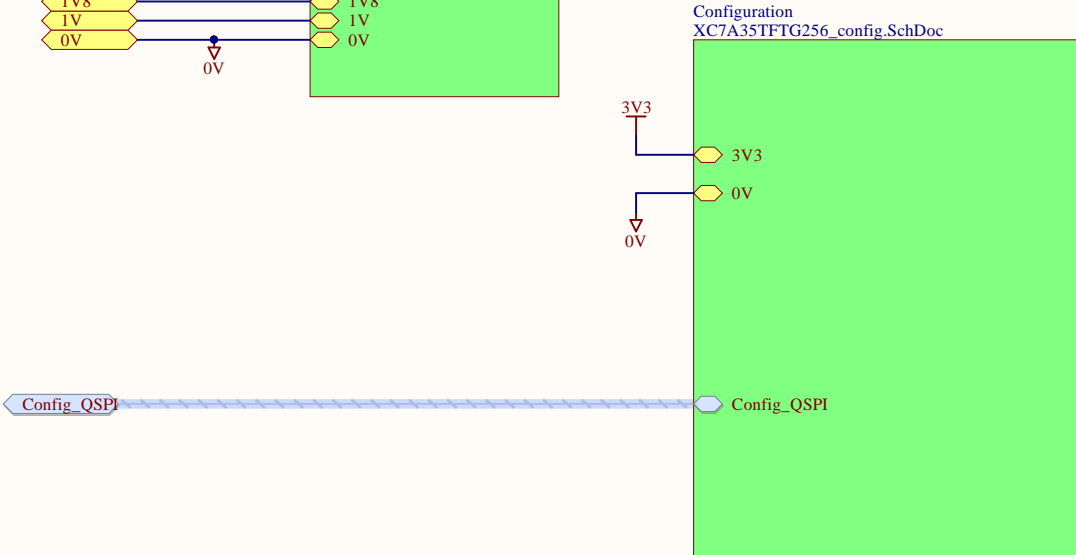 1V8
1V8
1V
1V
0V
0V
0V
Configuration
XC7A35TFTG256_config.SchDoc
3V3
3V3
0V
0V
Config_QSPI
Config_QSPI